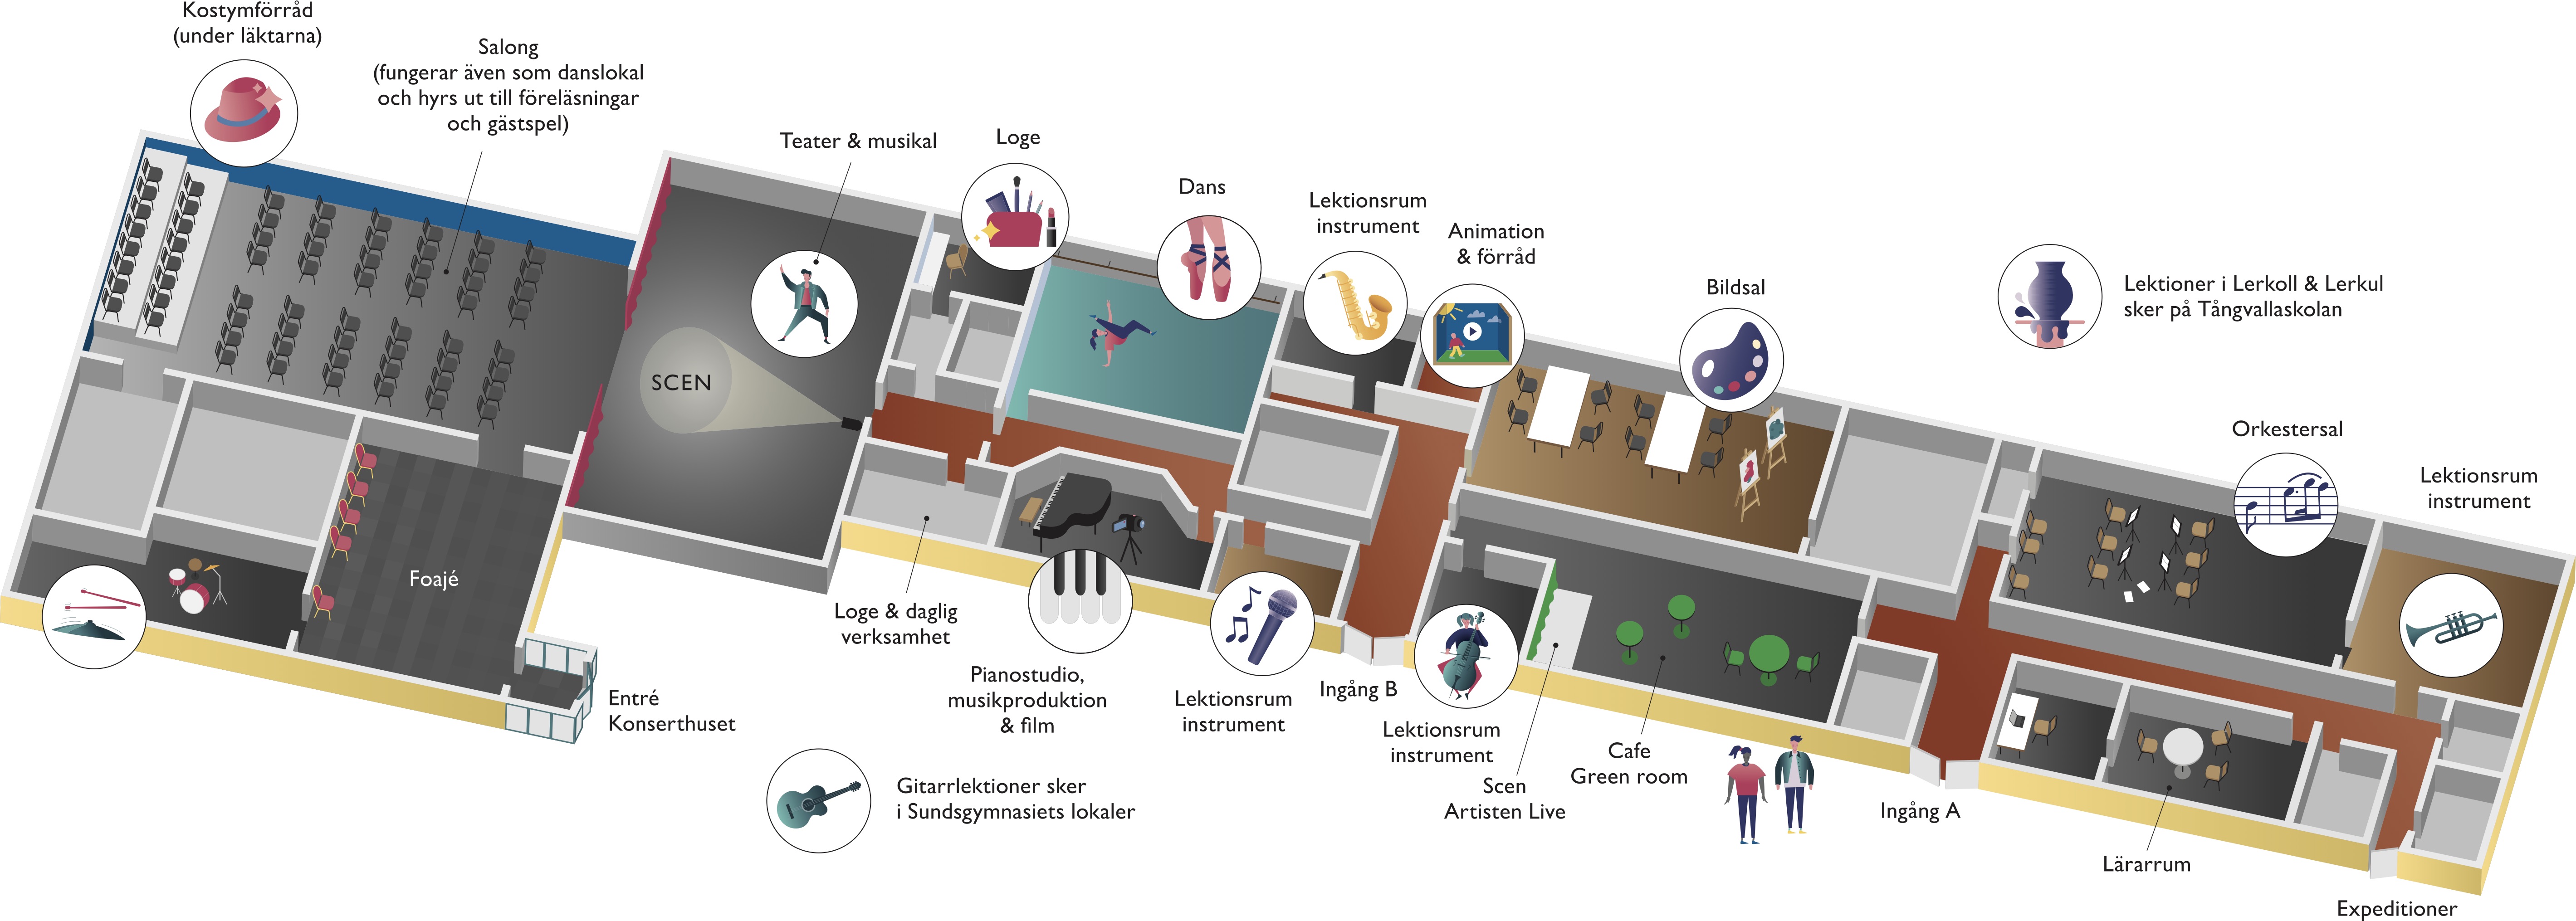 Kostymförråd
(under läktarna)
Salong
(fungerar även som danslokal
och hyrs ut till föreläsningar
och gästspel)
Teater & musikal
Loge
Dans
Lektionsrum
instrument
Animation
& förråd
Bildsal
Lektioner i Lerkoll & Lerkul
sker på Tångvallaskolan
Orkestersal
Lektionsrum
instrument
SCEN
Foajé
Entré
Konserthuset
Loge & daglig
verksamhet
Pianostudio,
musikproduktion
& film
Lektionsrum
instrument
Ingång B
Lektionsrum
instrument
Scen
Artisten Live
Cafe
Green room
Ingång A
Lärarrum
Expeditioner
Gitarrlektioner sker
i Sundsgymnasiets lokaler